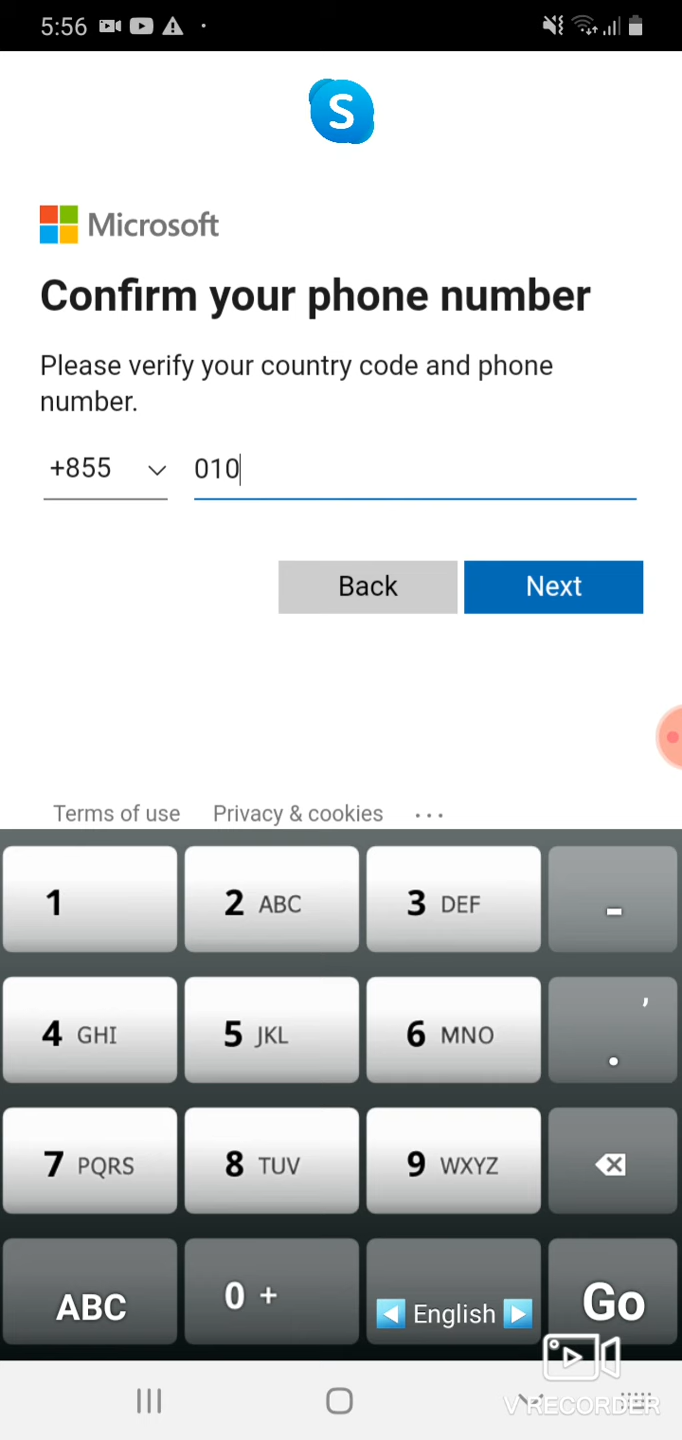 5:56
S
Microsoft
Confirm your phone number
Please verify your country code and phone
number.
+855 010
Back Next
Terms of use Privacy & cookies ...
1 2 ABC 3 DEF -
4 GHI 5 JKL 6 MNO , .
7 PQRS 8 TUV 9 WXYZ
ABC 0 + English Go
V RECORDER